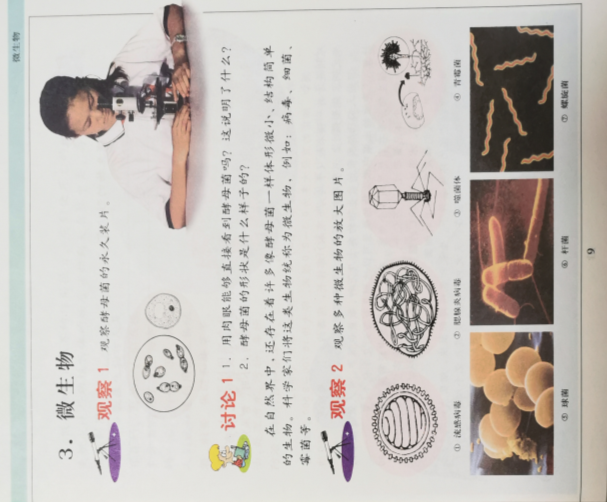 微生物
3. 微生物
观察 1 观察酵母菌的永久装片。
讨论 1 1. 用肉眼能够直接看到酵母菌吗？这说明了什么？
2. 酵母菌的形状是什么样子的？
在自然界中，还存在着许多像酵母菌一样体形微小、结构简单
的生物。科学家们将这类生物统称为微生物，例如：病毒、细菌、
霉菌等。
观察 2 观察多种微生物的放大图片。
① 流感病毒 ② 腮腺炎病毒 ③ 噬菌体 ④ 青霉菌
⑤ 球菌 ⑥ 杆菌 ⑦ 螺旋菌
9